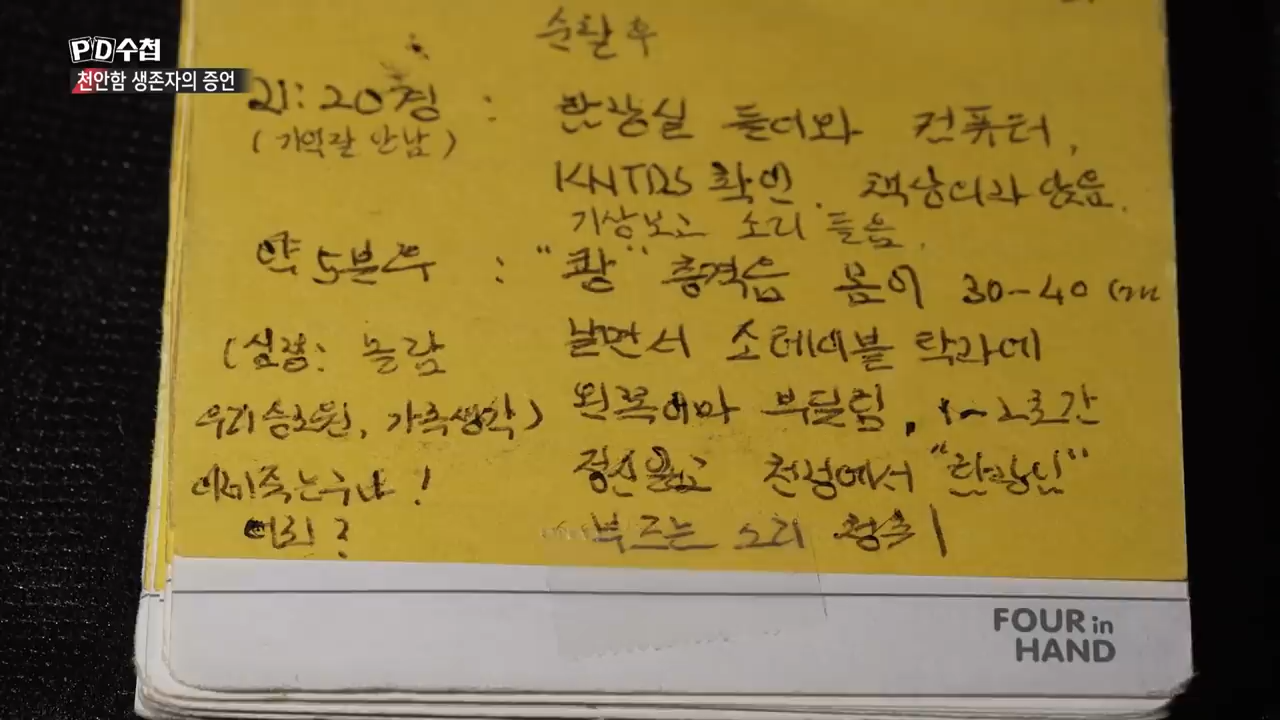 PD수첩
천안함 생존자의 증언
순찰 후
21:20경 : 함장실 들어와 컴퓨터,
(기억잘 안남)
KNTDS 확인. 책상의자 앉음.
기상보고 소리 들음.
약 5분후 : "쾅" 충격음 몸이 30-40cm
(심정: 놀람 날면서 소테이블 탁자에
우리승조원, 가족생각) 왼쪽이마 부딛힘, 1~2초간
이제죽는구나! 정신잃고 천정에서 "함장님"
어뢰? 부르는 소리 청취
FOUR in
HAND